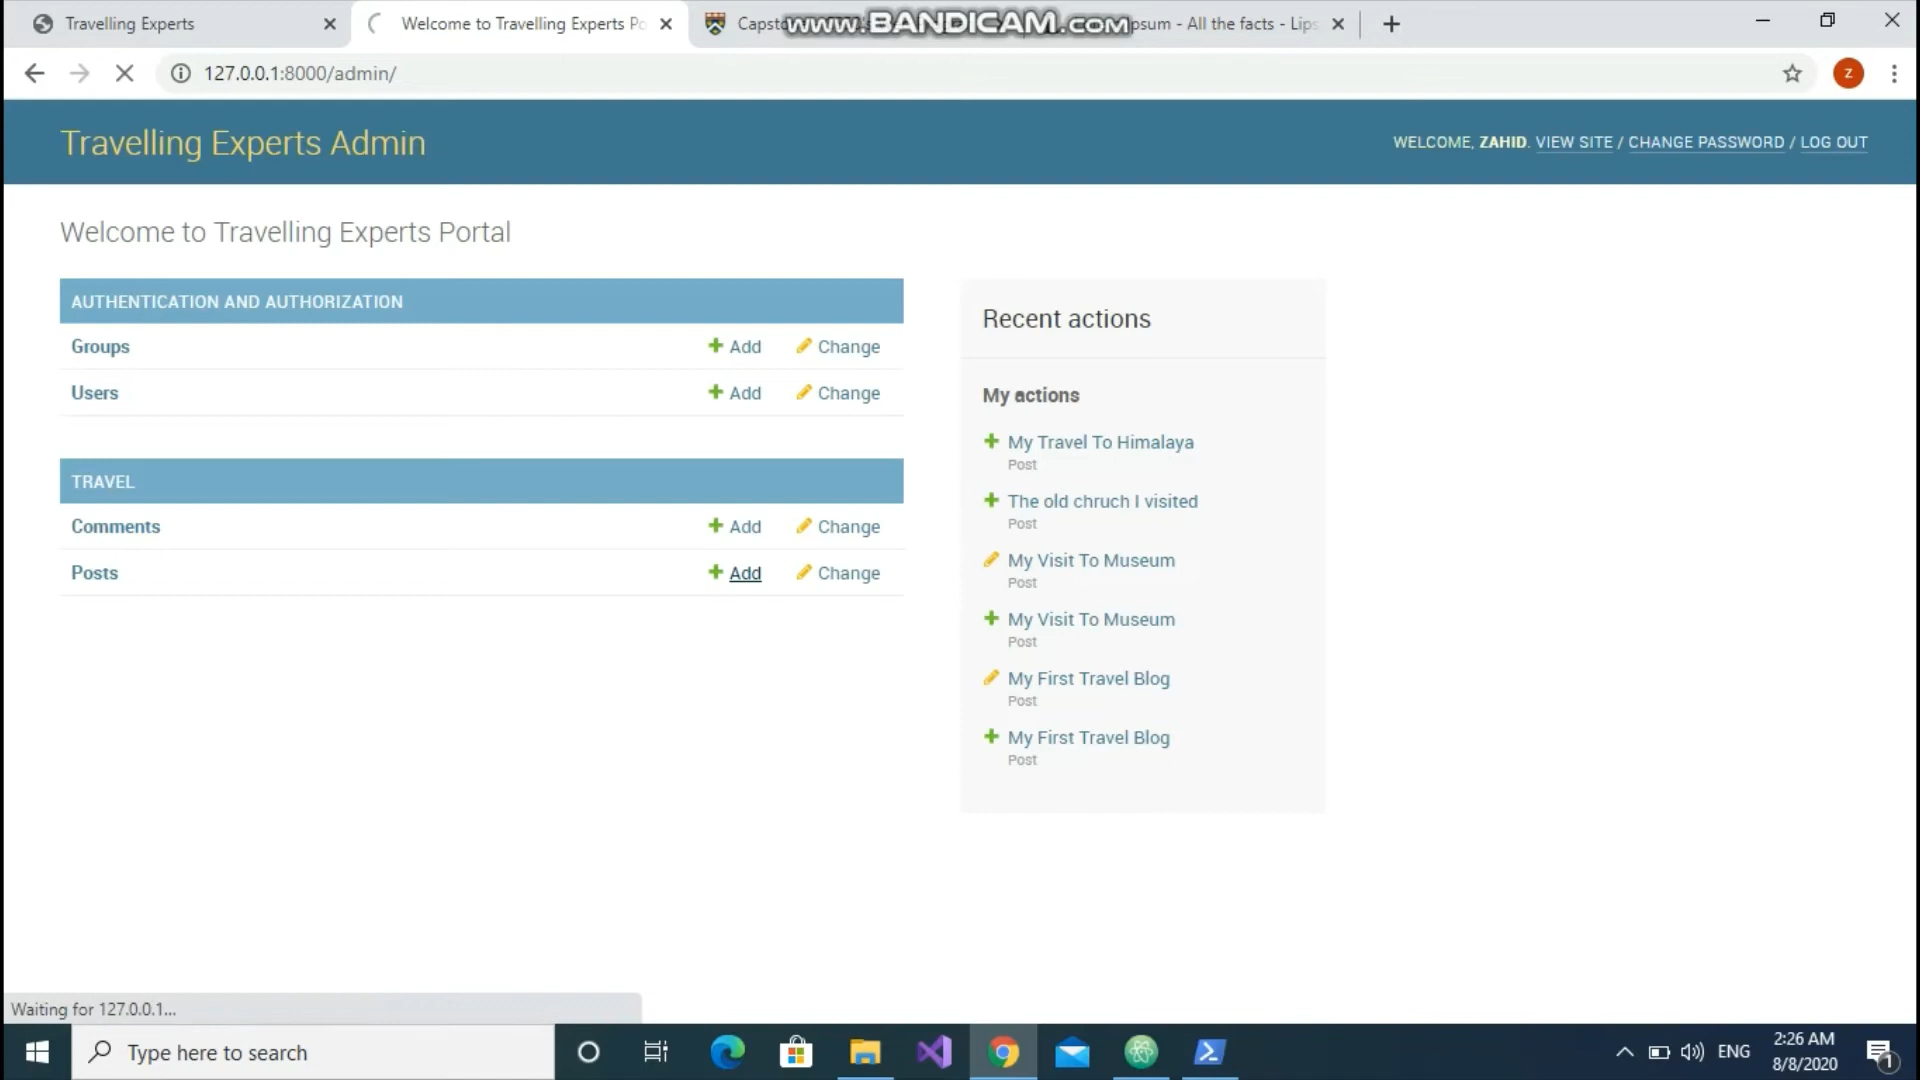 Travelling Experts
Welcome to Travelling Experts Po
Capsto
www.BANDICAM.com
psum - All the facts - Lips
127.0.0.1:8000/admin/
z
Travelling Experts Admin
WELCOME, ZAHID. VIEW SITE / CHANGE PASSWORD / LOG OUT
Welcome to Travelling Experts Portal
AUTHENTICATION AND AUTHORIZATION
Groups Add Change
Users Add Change
TRAVEL
Comments Add Change
Posts Add Change
Recent actions
My actions
My Travel To Himalaya
Post
The old chruch I visited
Post
My Visit To Museum
Post
My Visit To Museum
Post
My First Travel Blog
Post
My First Travel Blog
Post
Waiting for 127.0.0.1...
Type here to search
ENG
2:26 AM
8/8/2020
1